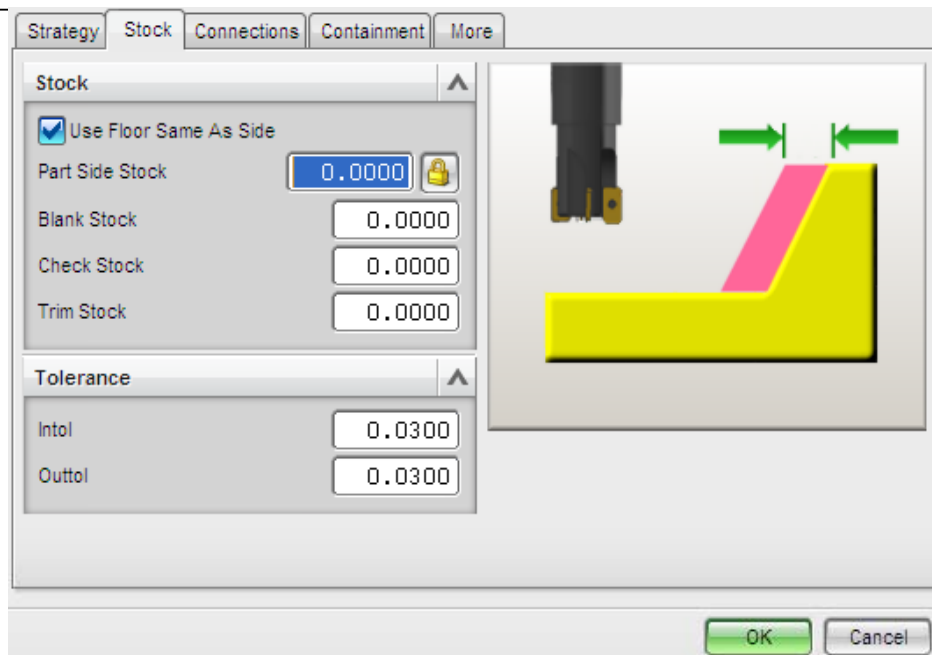 Strategy Stock Connections Containment More
Stock
Use Floor Same As Side
Part Side Stock 0.0000
Blank Stock 0.0000
Check Stock 0.0000
Trim Stock 0.0000
Tolerance
Intol 0.0300
Outtol 0.0300
OK Cancel